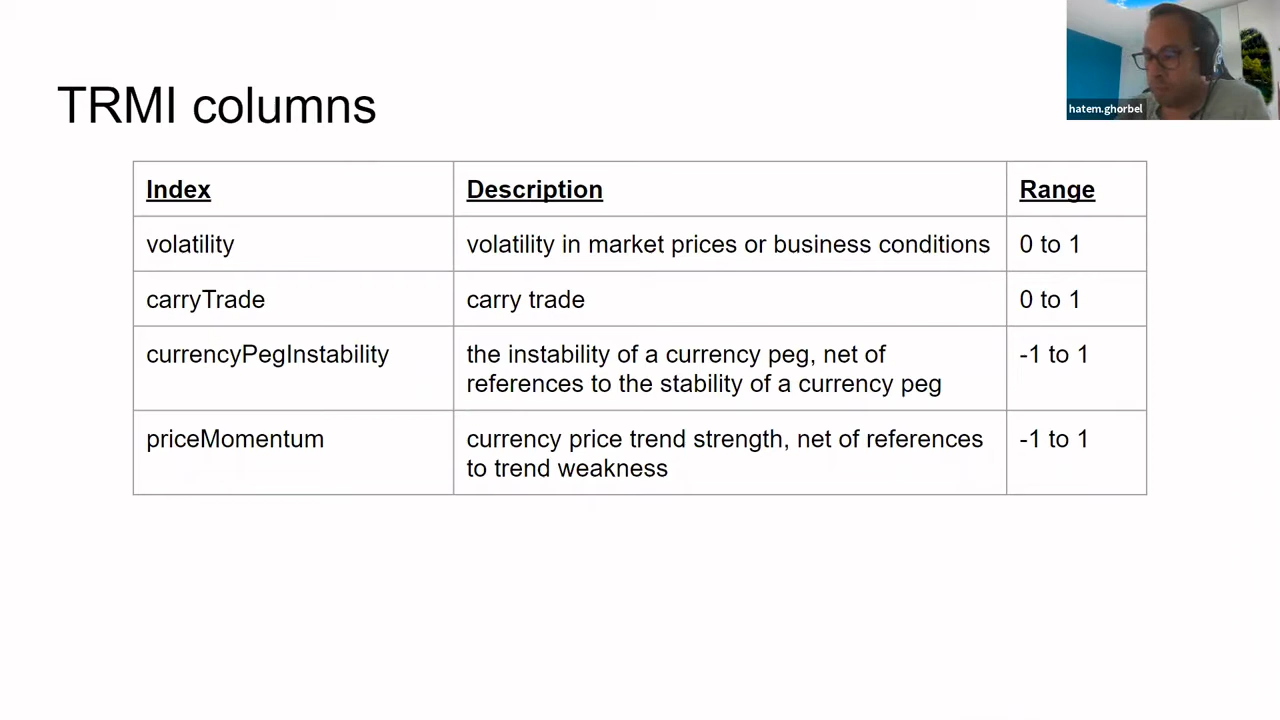 TRMI columns
hatem.ghorbel
Index Description Range
volatility volatility in market prices or business conditions 0 to 1
carryTrade carry trade 0 to 1
currencyPegInstability the instability of a currency peg, net of -1 to 1
references to the stability of a currency peg
priceMomentum currency price trend strength, net of references -1 to 1
to trend weakness